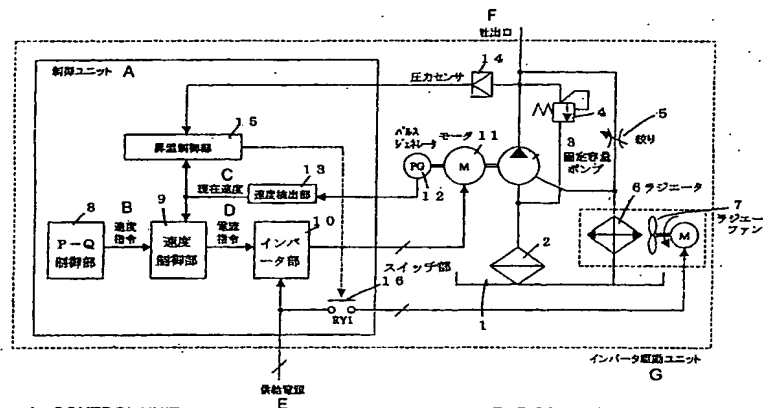 F
吐出口
制御ユニット A
圧力センサ
14
4
5
絞り
15
昇温制御部
パルス
ジェネレータ
モータ 11
3
固定容量
ポンプ
C
現在速度
13
速度検出部
PG
12
M
6 ラジエータ
7
ラジエータ
ファン
8
P－Q
制御部
B
速度
指令
9
速度
制御部
D
電流
指令
10
インバ
ータ部
2
M
スイッチ部
16
RY1
1
インバータ駆動ユニット
G
供給電源
E